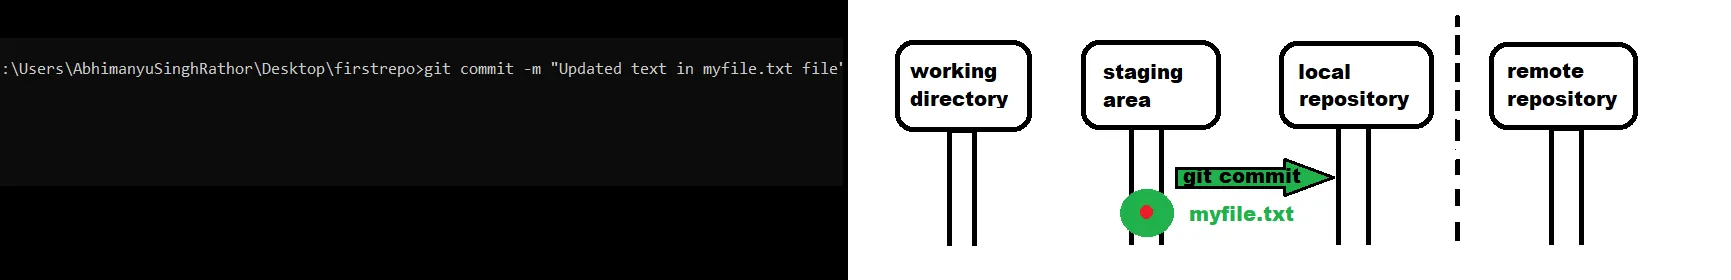 :\Users\AbhimanyuSinghRathor\Desktop\firstrepo>git commit -m "Updated text in myfile.txt file"
working
directory
staging
area
local
repository
remote
repository
git commit
myfile.txt